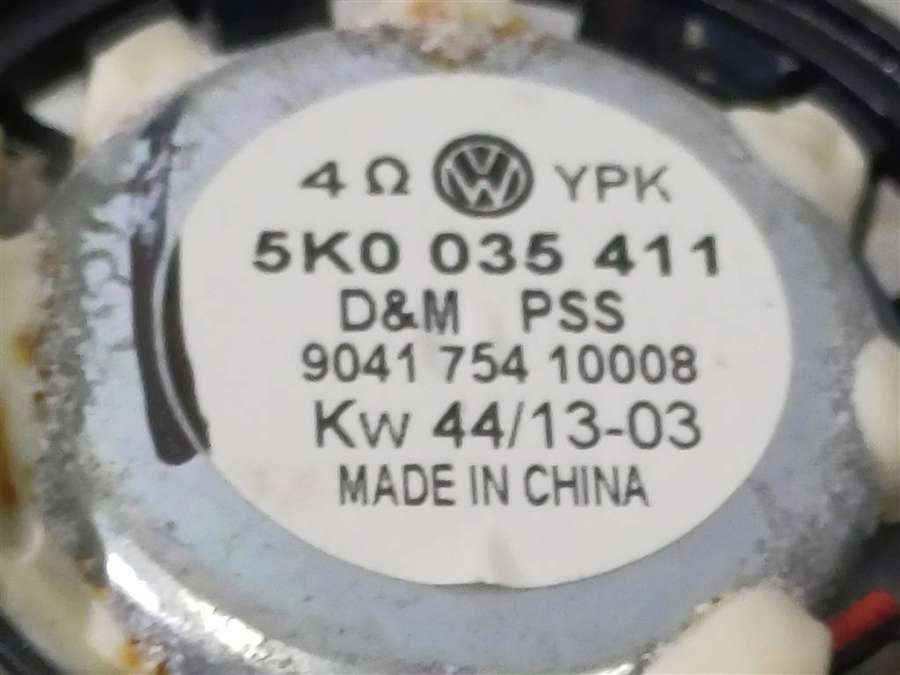 4 Ω VW YPK
5K0 035 411
D&M PSS
9041 754 10008
Kw 44/13-03
MADE IN CHINA